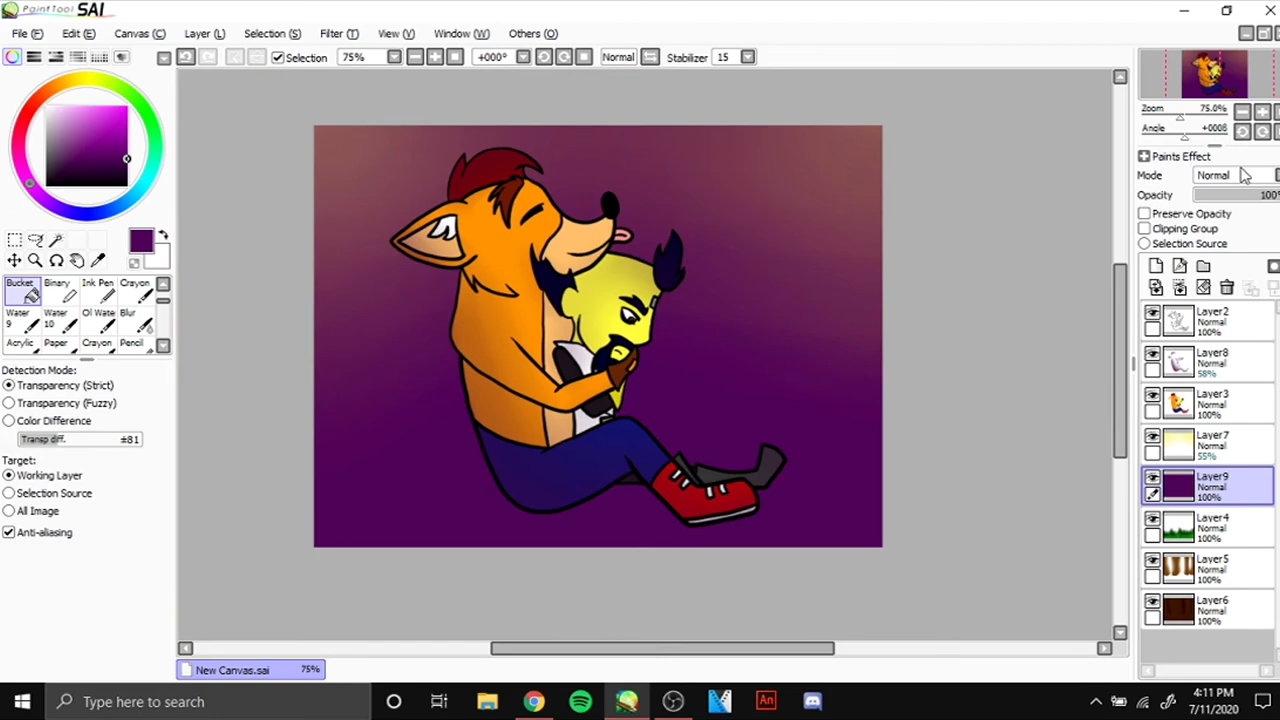 PaintTool SAI
File (F) Edit (E) Canvas (C) Layer (L) Selection (S) Filter (T) View (V) Window (W) Others (O)
Selection 75% +000° Normal Stabilizer 15
Zoom 75.0%
Angle +000ß
Paints Effect
Mode Normal
Opacity 100%
Preserve Opacity
Clipping Group
Selection Source
Bucket Binary Ink Pen Crayon
Water 9 Water 10 Oil Wate Blur
Acrylic Paper Crayon Pencil
Detection Mode:
Transparency (Strict)
Transparency (Fuzzy)
Color Difference
Transp diff. ±81
Target:
Working Layer
Selection Source
All Image
Anti-aliasing
Layer2
Normal
100%
Layer8
Normal
58%
Layer3
Normal
100%
Layer7
Normal
55%
Layer9
Normal
100%
Layer4
Normal
100%
Layer5
Normal
100%
Layer6
Normal
100%
New Canvas.sai 75%
Type here to search
An
4:11 PM
7/11/2020